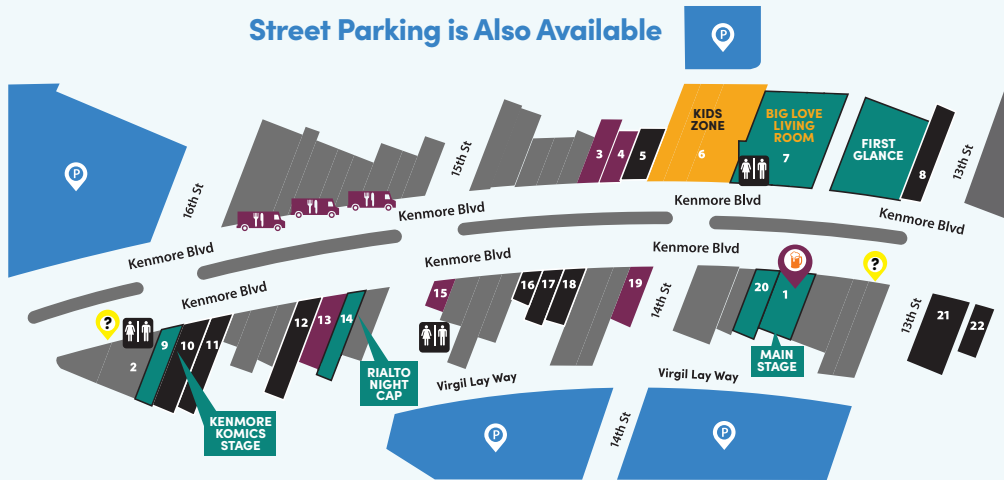 Street Parking is Also Available
P
P
16th St
15th St
3
4
5
KIDS
ZONE
6
BIG LOVE
LIVING
ROOM
7
FIRST
GLANCE
8
13th St
Kenmore Blvd
Kenmore Blvd
Kenmore Blvd
Kenmore Blvd
Kenmore Blvd
Kenmore Blvd
Kenmore Blvd
?
2
9
10
11
12
13
14
KENMORE
KOMICS
STAGE
RIALTO
NIGHT
CAP
15
16
17
18
19
14th St
20
1
MAIN
STAGE
?
13th St
21
22
Virgil Lay Way
Virgil Lay Way
14th St
P
P